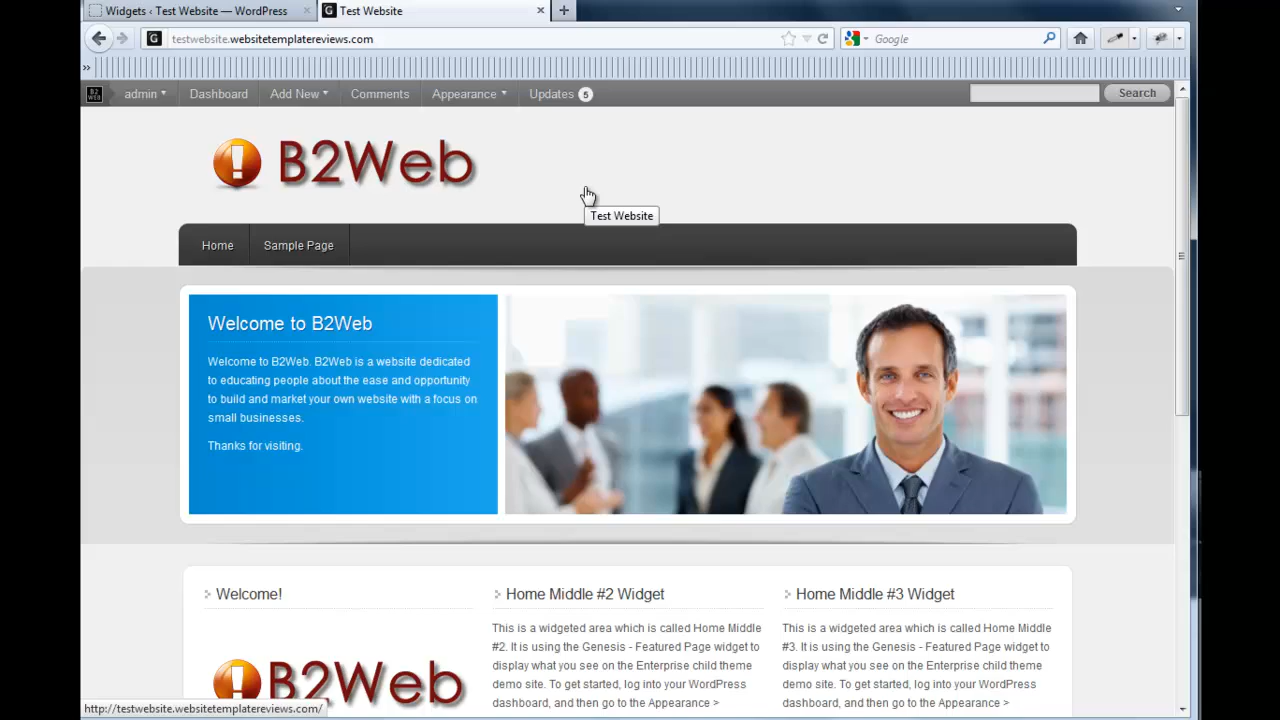 Widgets ‹ Test Website — WordPress
Test Website
testwebsite.websitetemplatereviews.com
Google
»
B2 WEB
admin
Dashboard
Add New
Comments
Appearance
Updates 5
Search
! B2Web
Test Website
Home
Sample Page
Welcome to B2Web
Welcome to B2Web. B2Web is a website dedicated
to educating people about the ease and opportunity
to build and market your own website with a focus on
small businesses.
Thanks for visiting.
Welcome!
B2Web
Home Middle #2 Widget
This is a widgeted area which is called Home Middle
#2. It is using the Genesis - Featured Page widget to
display what you see on the Enterprise child theme
demo site. To get started, log into your WordPress
dashboard, and then go to the Appearance >
Home Middle #3 Widget
This is a widgeted area which is called Home Middle
#3. It is using the Genesis - Featured Page widget to
display what you see on the Enterprise child theme
demo site. To get started, log into your WordPress
dashboard, and then go to the Appearance >
http://testwebsite.websitetemplatereviews.com/